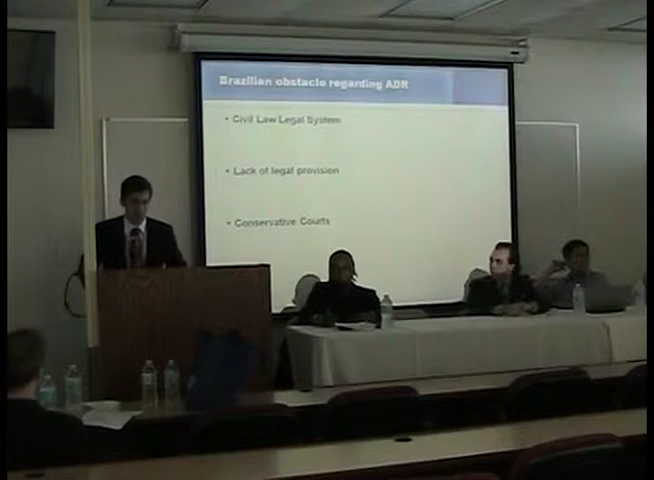 Brazilian obstacle regarding ADR
• Civil Law Legal System
• Lack of legal provision
• Conservative Courts